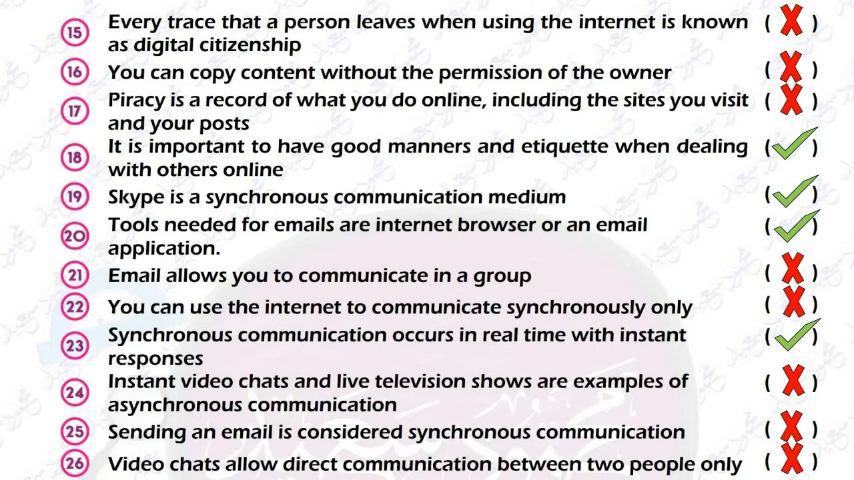 15 Every trace that a person leaves when using the internet is known ( ✗ )
as digital citizenship
16 You can copy content without the permission of the owner ( ✗ )
17 Piracy is a record of what you do online, including the sites you visit ( ✗ )
and your posts
18 It is important to have good manners and etiquette when dealing ( ✓ )
with others online
19 Skype is a synchronous communication medium ( ✓ )
20 Tools needed for emails are internet browser or an email ( ✓ )
application.
21 Email allows you to communicate in a group ( ✗ )
22 You can use the internet to communicate synchronously only ( ✗ )
23 Synchronous communication occurs in real time with instant ( ✓ )
responses
24 Instant video chats and live television shows are examples of ( ✗ )
asynchronous communication
25 Sending an email is considered synchronous communication ( ✗ )
26 Video chats allow direct communication between two people only ( ✗ )